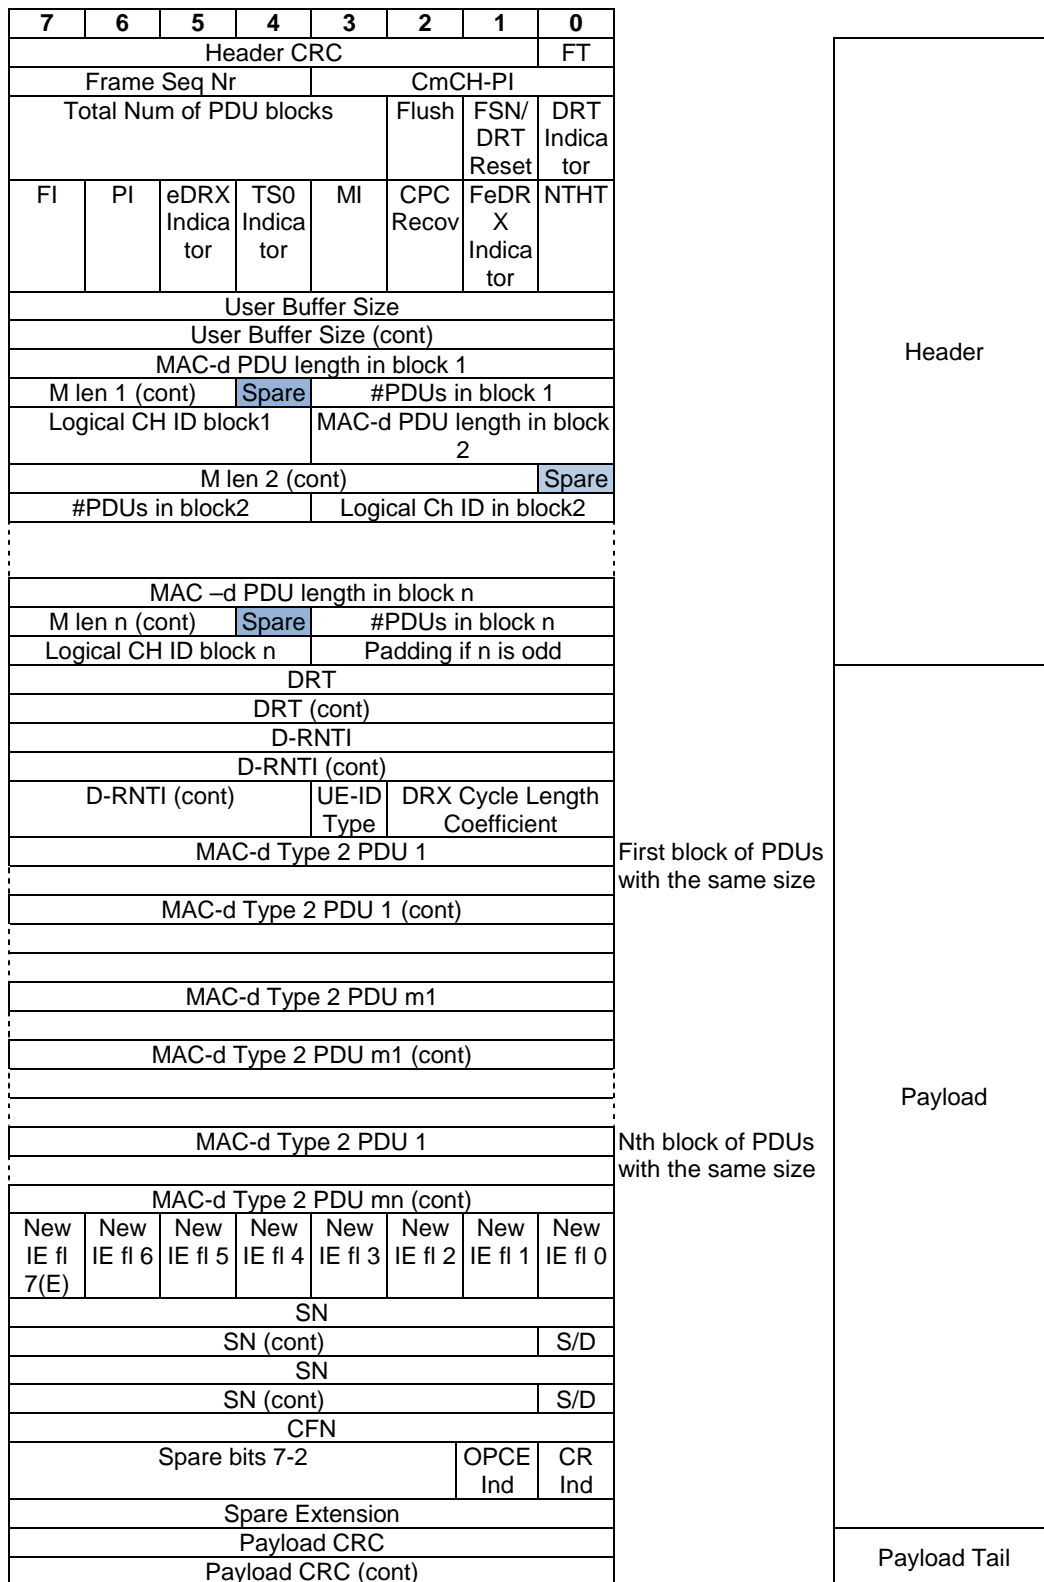 7 6 5 4 3 2 1 0
Header CRC FT
Frame Seq Nr CmCH-PI
Total Num of PDU blocks Flush FSN/ DRT
DRT Indica
Reset tor
FI PI eDRX TS0 MI CPC FeDR NTHT
Indica Indica Recov X
tor tor Indica
tor
User Buffer Size
User Buffer Size (cont)
Header
MAC-d PDU length in block 1
M len 1 (cont) Spare #PDUs in block 1
Logical CH ID block1 MAC-d PDU length in block
2
M len 2 (cont) Spare
#PDUs in block2 Logical Ch ID in block2
MAC –d PDU length in block n
M len n (cont) Spare #PDUs in block n
Logical CH ID block n Padding if n is odd
DRT
DRT (cont)
D-RNTI
D-RNTI (cont)
D-RNTI (cont) UE-ID DRX Cycle Length
Type Coefficient
MAC-d Type 2 PDU 1 First block of PDUs
with the same size
MAC-d Type 2 PDU 1 (cont)
MAC-d Type 2 PDU m1
MAC-d Type 2 PDU m1 (cont)
Payload
MAC-d Type 2 PDU 1 Nth block of PDUs
with the same size
MAC-d Type 2 PDU mn (cont)
New New New New New New New New
IE fl IE fl 6 IE fl 5 IE fl 4 IE fl 3 IE fl 2 IE fl 1 IE fl 0
7(E)
SN
SN (cont) S/D
SN
SN (cont) S/D
CFN
Spare bits 7-2 OPCE CR
Ind Ind
Spare Extension
Payload CRC
Payload Tail
Payload CRC (cont)